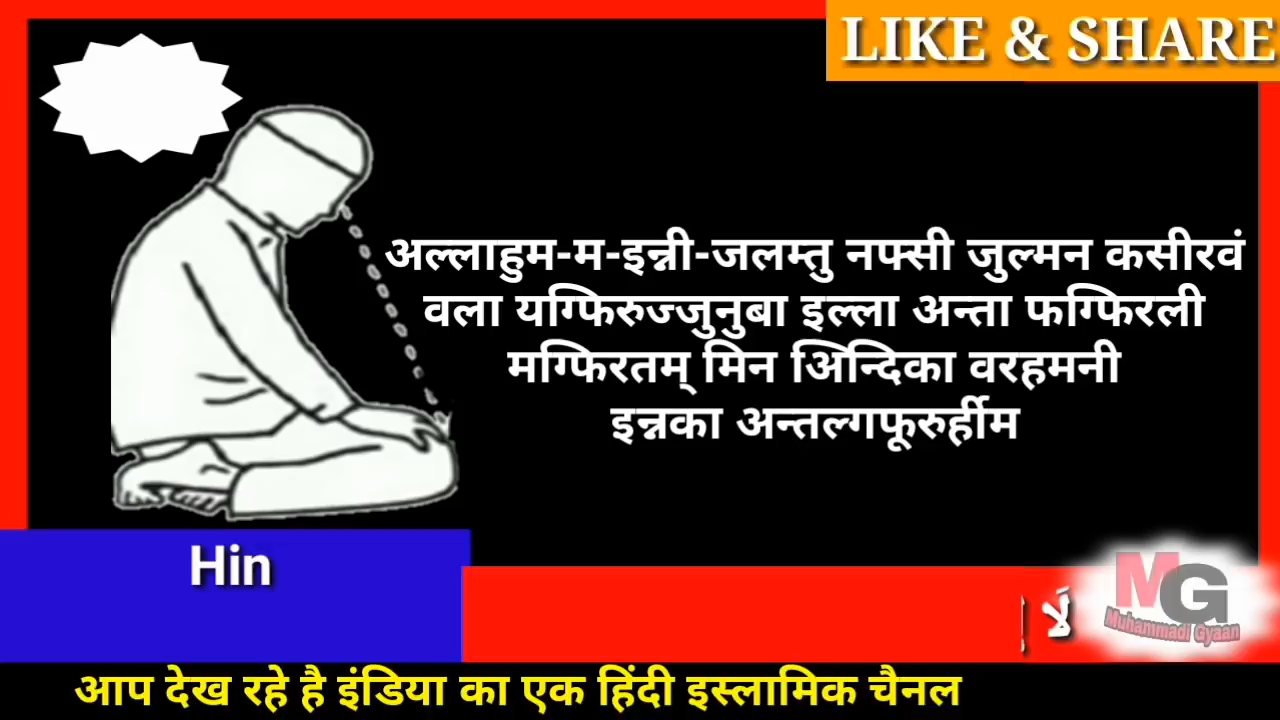 LIKE & SHARE
अल्लाहुम-म-इन्नी-जलम्तु नफ्सी जुल्मन कसीरवं
वला यग्फिरुज्जुनुबा इल्ला अन्ता फग्फिरली
मग्फिरतम् मिन अिन्दिका वरहमनी
इन्नका अन्तल्गफूरुर्हीम
Hin
لَا
MG
Muhammadi Gyaan
आप देख रहे है इंडिया का एक हिंदी इस्लामिक चैनल